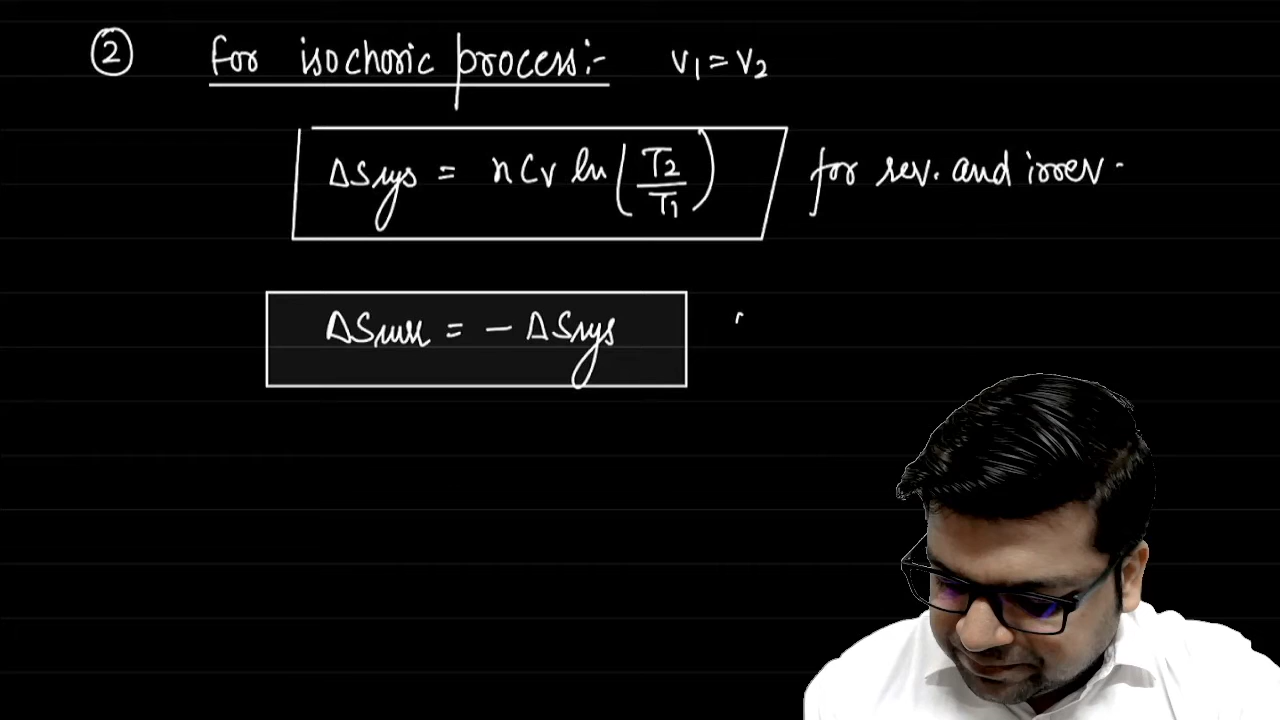 ② for isochoric process:- V₁ = V₂
ΔSsys = nCv ln(T₂/T₁) for rev. and irrev.
ΔSsurr = - ΔSsys